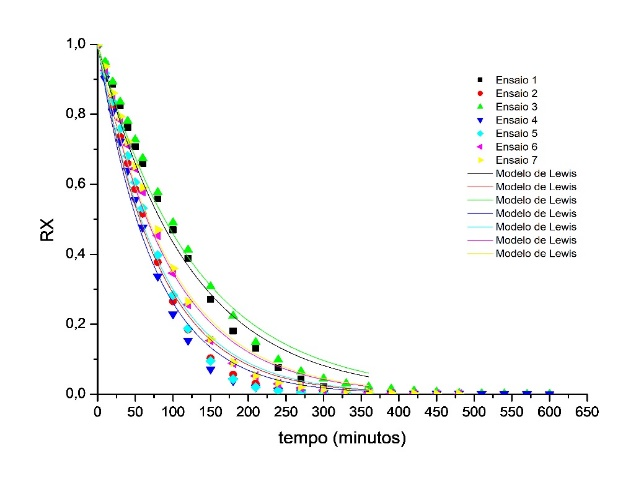 1,0
0,8
0,6
0,4
0,2
0,0
RX
0 50 100 150 200 250 300 350 400 450 500 550 600 650
tempo (minutos)
Ensaio 1
Ensaio 2
Ensaio 3
Ensaio 4
Ensaio 5
Ensaio 6
Ensaio 7
Modelo de Lewis
Modelo de Lewis
Modelo de Lewis
Modelo de Lewis
Modelo de Lewis
Modelo de Lewis
Modelo de Lewis